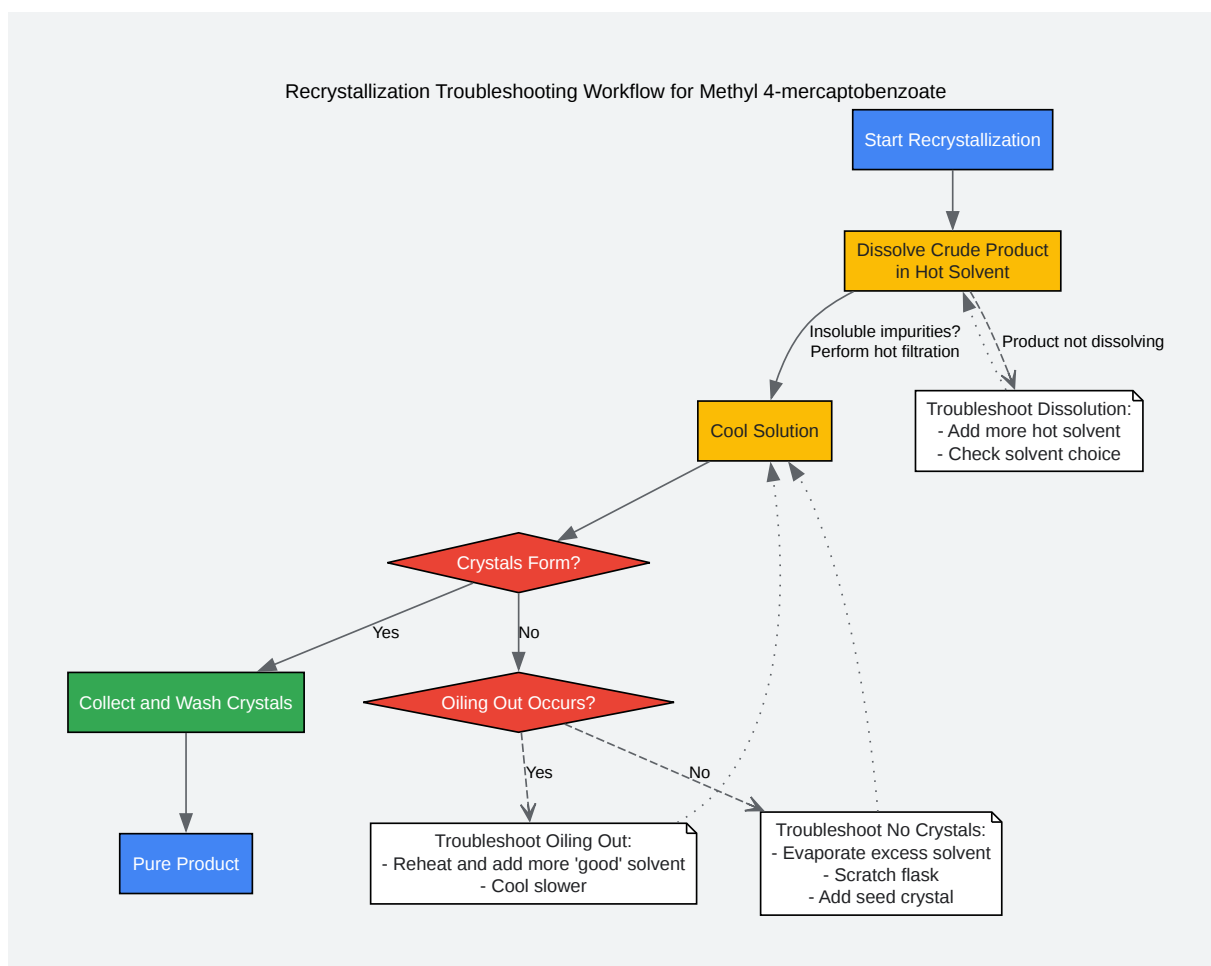 Recrystallization Troubleshooting Workflow for Methyl 4-mercaptobenzoate
Start Recrystallization
Dissolve Crude Product
in Hot Solvent
Insoluble impurities?
Perform hot filtration
Product not dissolving
Troubleshoot Dissolution:
- Add more hot solvent
- Check solvent choice
Cool Solution
Crystals Form?
Yes
No
Collect and Wash Crystals
Oiling Out Occurs?
Yes
No
Pure Product
Troubleshoot Oiling Out:
- Reheat and add more 'good' solvent
- Cool slower
Troubleshoot No Crystals:
- Evaporate excess solvent
- Scratch flask
- Add seed crystal